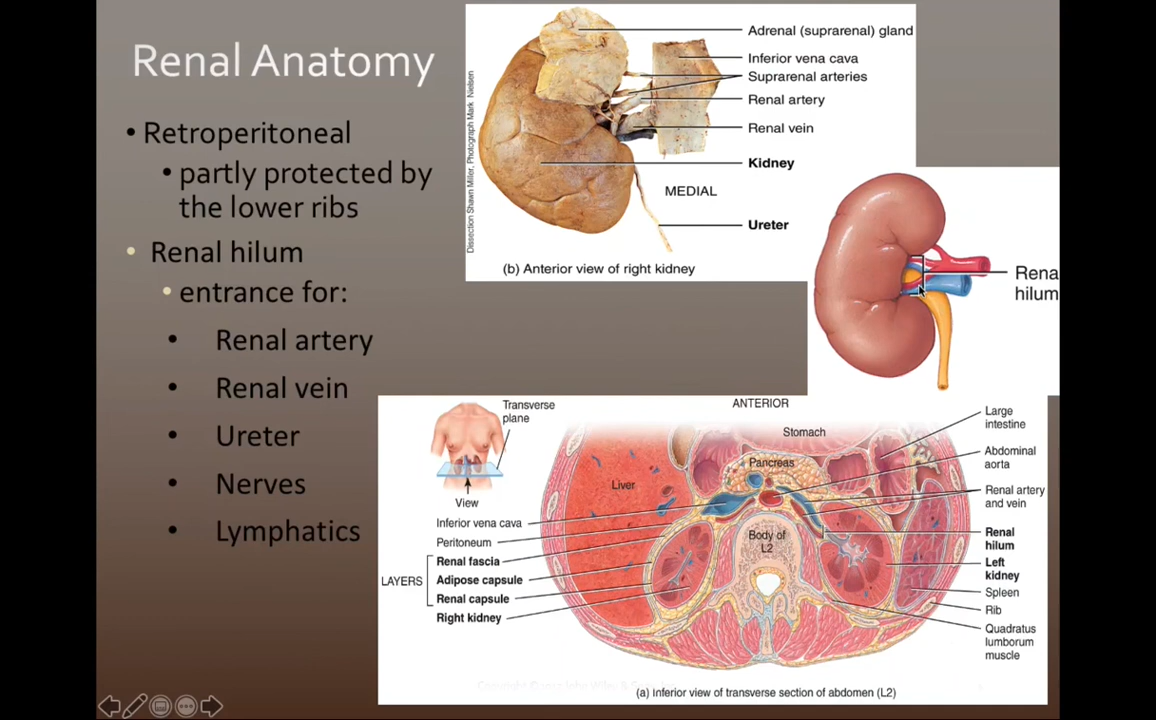 Renal Anatomy
• Retroperitoneal
• partly protected by
the lower ribs
• Renal hilum
• entrance for:
• Renal artery
• Renal vein
• Ureter
• Nerves
• Lymphatics
Dissection Shawn Miller, Photograph Mark Nielsen
Adrenal (suprarenal) gland
Inferior vena cava
Suprarenal arteries
Renal artery
Renal vein
Kidney
MEDIAL
Ureter
(b) Anterior view of right kidney
Rena
hilum
Transverse
plane
View
ANTERIOR
Stomach
Pancreas
Liver
Body of
L2
Inferior vena cava
Peritoneum
LAYERS
Renal fascia
Adipose capsule
Renal capsule
Right kidney
Large
intestine
Abdominal
aorta
Renal artery
and vein
Renal
hilum
Left
kidney
Spleen
Rib
Quadratus
lumborum
muscle
(a) Inferior view of transverse section of abdomen (L2)